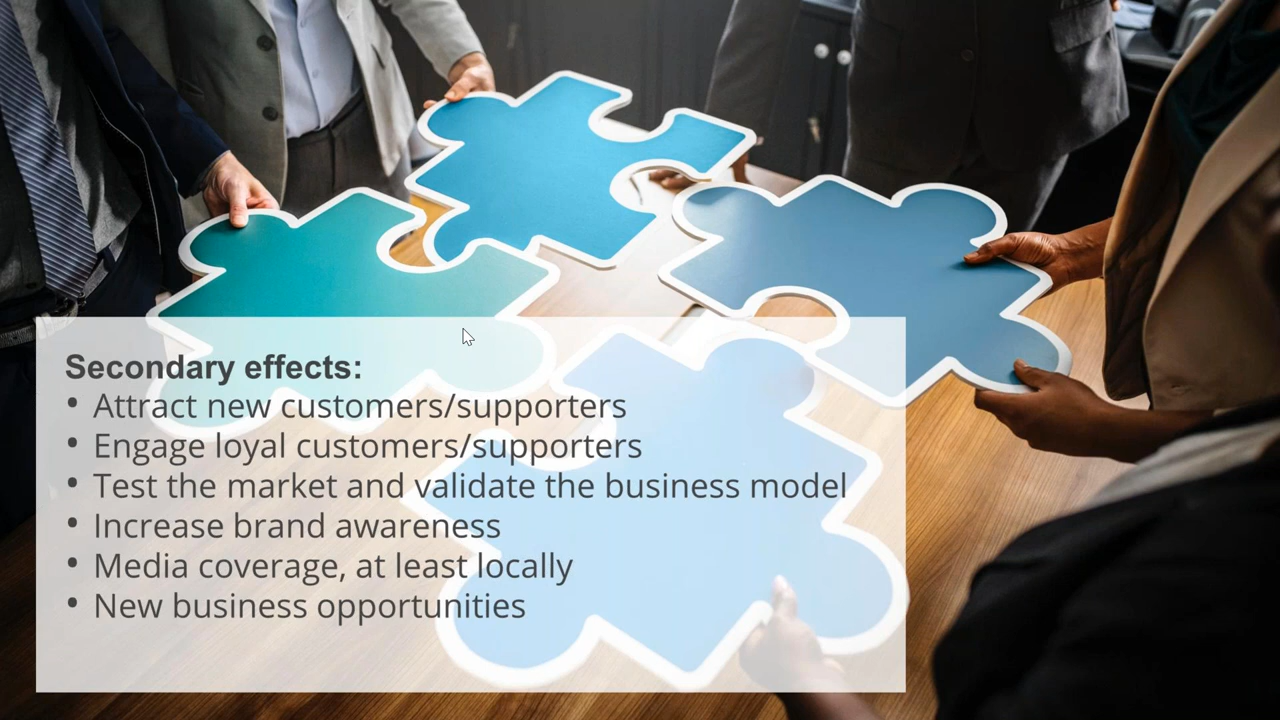 Secondary effects:
• Attract new customers/supporters
• Engage loyal customers/supporters
• Test the market and validate the business model
• Increase brand awareness
• Media coverage, at least locally
• New business opportunities